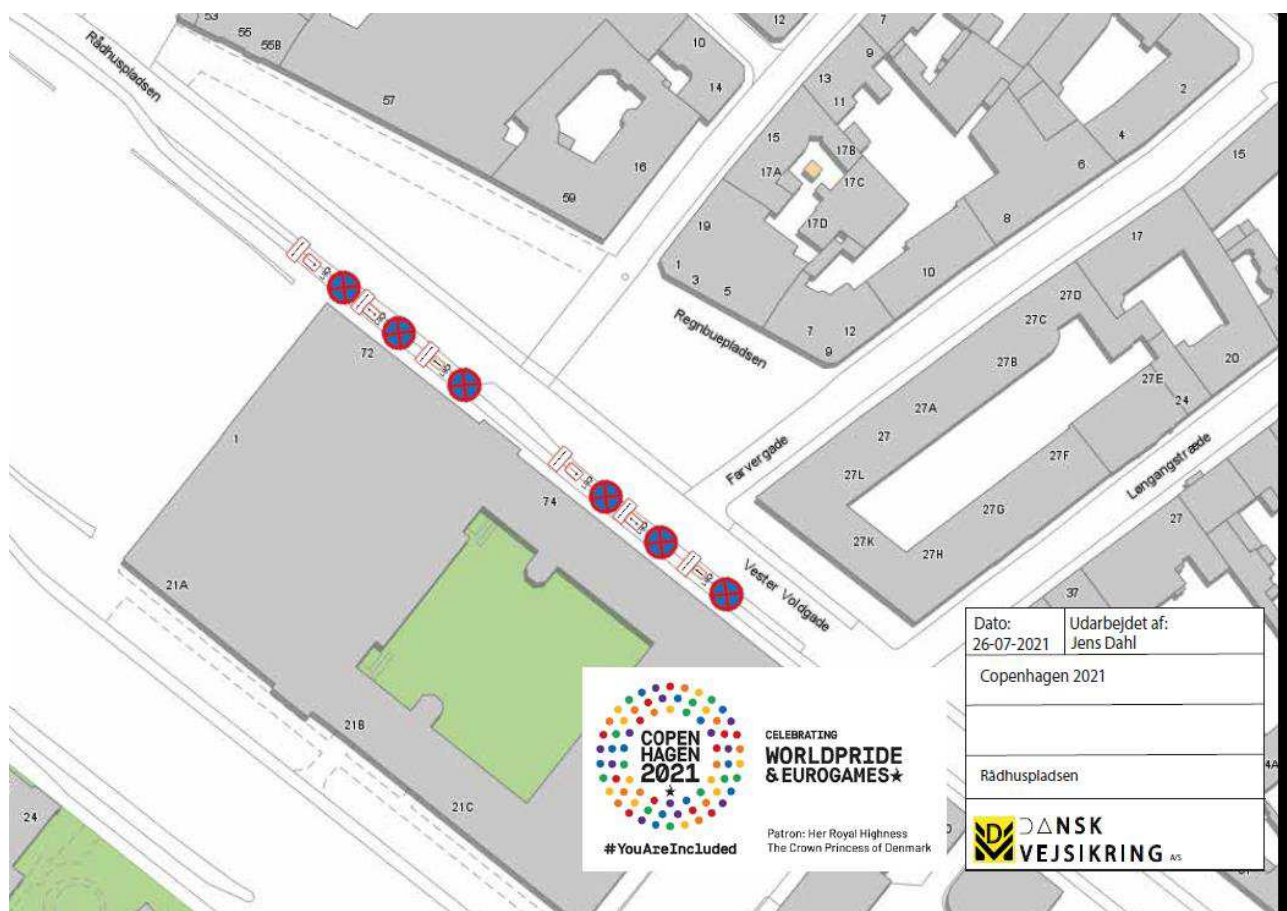 Rådhuspladsen
53
55
55B
57
59
16
10
14
12
7
9
13
11
15
17A
17B
17C
17D
19
1
3
5
7
9
12
10
8
6
4
2
15
17
20
24
27E
27D
27C
27B
27A
27
27L
27K
27H
27G
27F
Regnbuepladsen
Farvergade
Løngangstræde
Vester Voldgade
72
74
1
21A
21B
21C
24
27
37
4A
Dato:
26-07-2021
Udarbejdet af:
Jens Dahl
Copenhagen 2021
Rådhuspladsen
DANSK
VEJSIKRING A/S
COPEN
HAGEN
2021
#YouAreIncluded
CELEBRATING
WORLDPRIDE
& EUROGAMES★
Patron: Her Royal Highness
The Crown Princess of Denmark